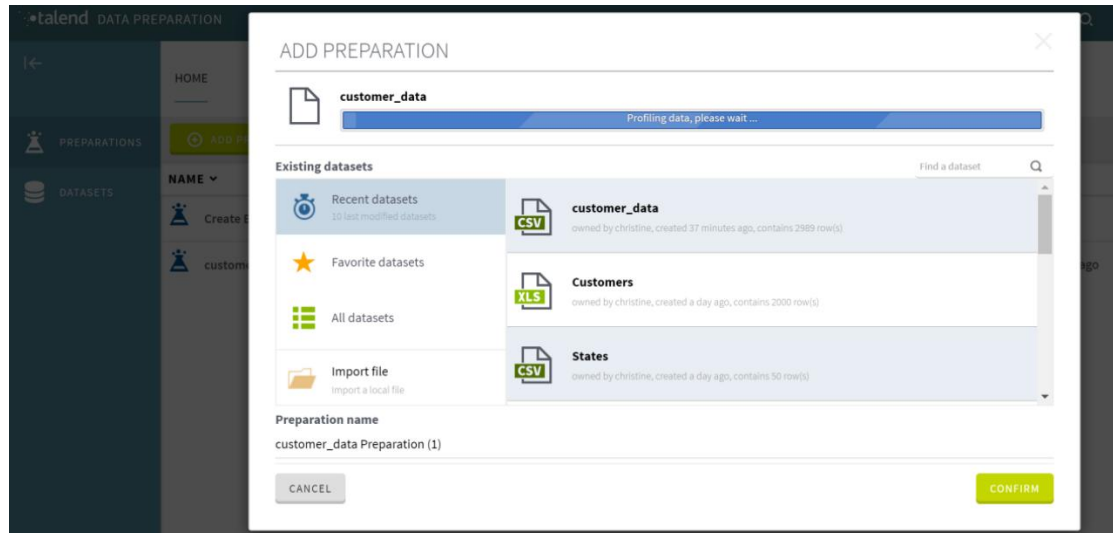 talend DATA PREPARATION
HOME
PREPARATIONS
DATASETS
ADD
NAME
Create
ago
ADD PREPARATION
customer_data
Profiling data, please wait ...
Existing datasets
Find a dataset
Recent datasets
10 last modified datasets
Favorite datasets
All datasets
Import file
Import a local file
customer_data
CSV
owned by christine, created 37 minutes ago, contains 2989 row(s)
Customers
XLS
owned by christine, created a day ago, contains 2000 row(s)
States
CSV
owned by christine, created a day ago, contains 50 row(s)
Preparation name
customer_data Preparation (1)
CANCEL
CONFIRM